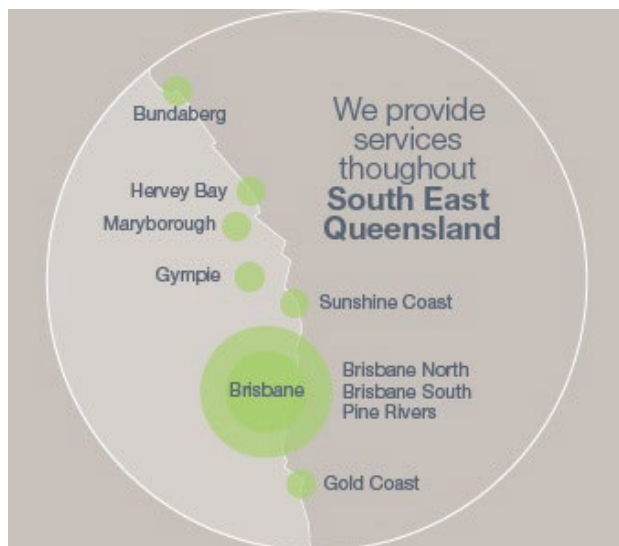 We provide
services
thoughout
South East
Queensland
Bundaberg
Hervey Bay
Maryborough
Gympie
Sunshine Coast
Brisbane
Brisbane North
Brisbane South
Pine Rivers
Gold Coast